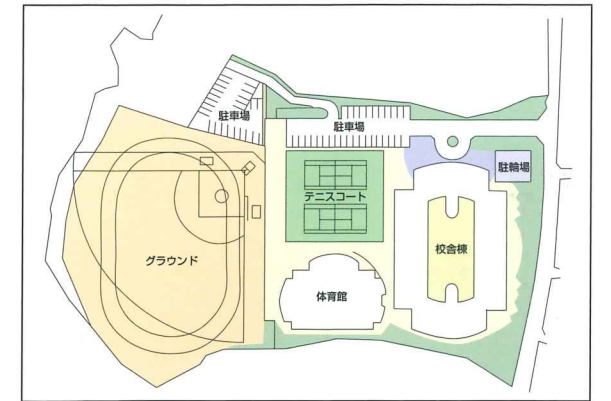 駐車場
駐車場
駐輪場
テニスコート
校舎棟
グラウンド
体育館